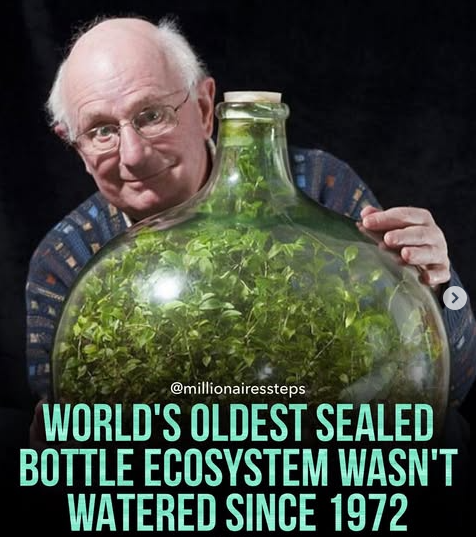 @millionairessteps
WORLD'S OLDEST SEALED
BOTTLE ECOSYSTEM WASN'T
WATERED SINCE 1972